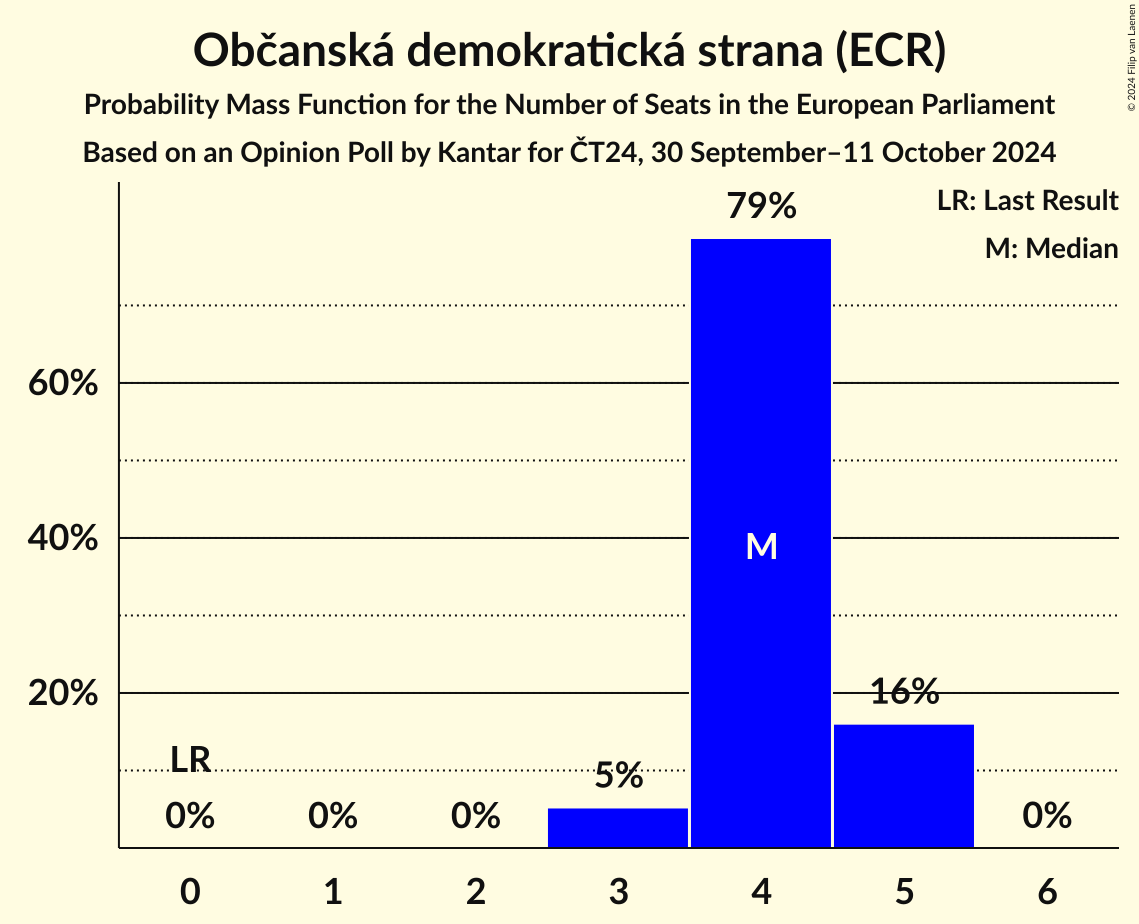 Občanská demokratická strana (ECR)
Probability Mass Function for the Number of Seats in the European Parliament
Based on an Opinion Poll by Kantar for ČT24, 30 September–11 October 2024
© 2024 Filip van Laenen
LR: Last Result
M: Median
79%
60%
40%
M
20%
16%
LR
5%
0% 0% 0% 0%
0 1 2 3 4 5 6